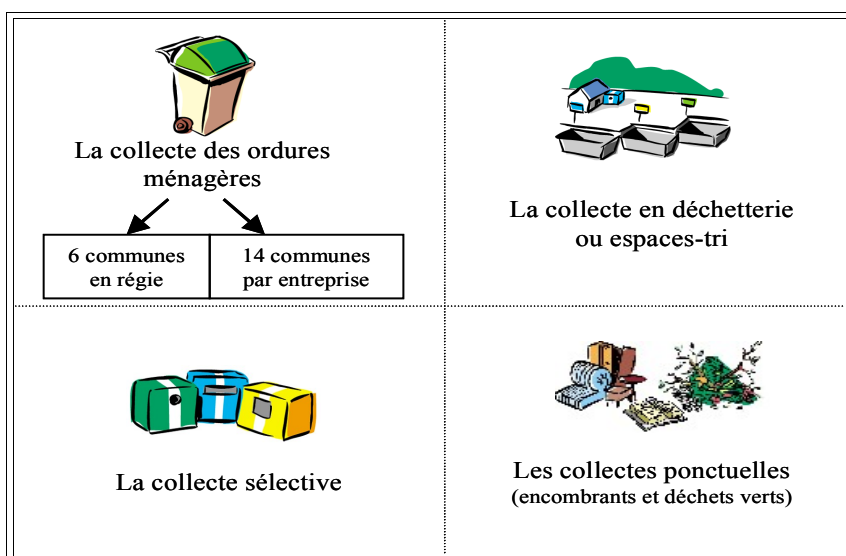 La collecte des ordures
ménagères
6 communes
en régie
14 communes
par entreprise
La collecte en déchetterie
ou espaces-tri
La collecte sélective
Les collectes ponctuelles
(encombrants et déchets verts)